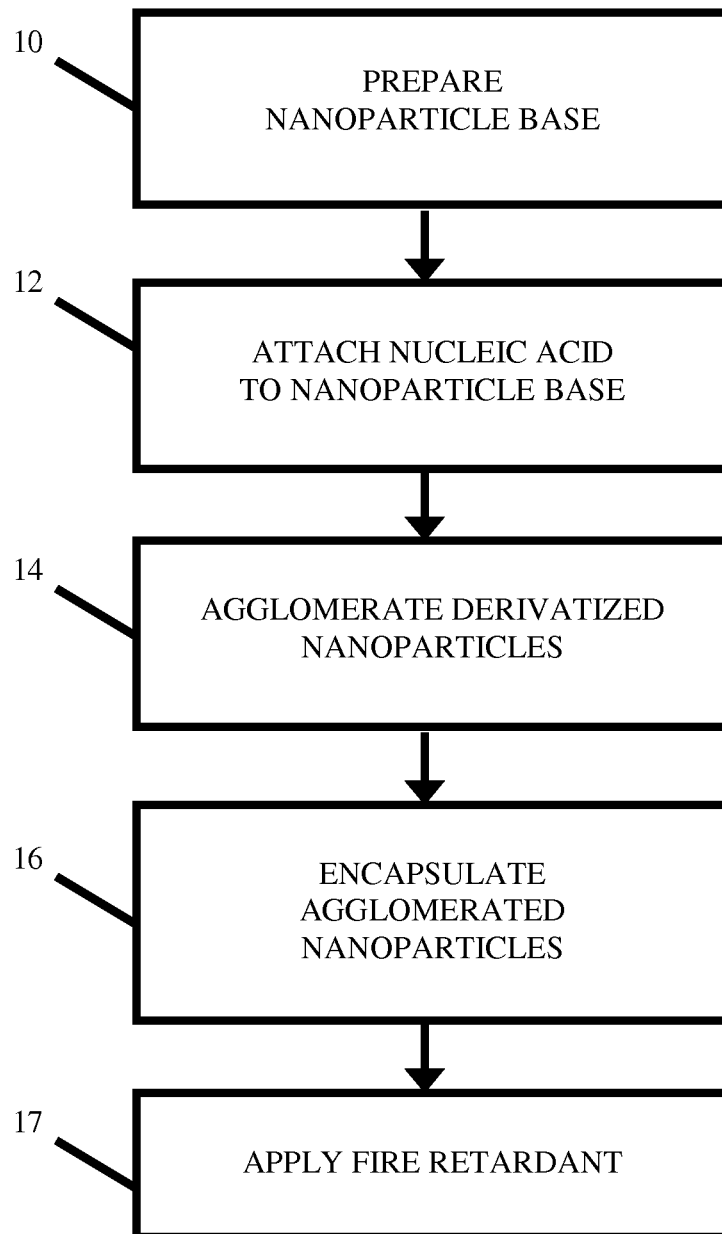 10
PREPARE
NANOPARTICLE BASE
12
ATTACH NUCLEIC ACID
TO NANOPARTICLE BASE
14
AGGLOMERATE DERIVATIZED
NANOPARTICLES
16
ENCAPSULATE
AGGLOMERATED
NANOPARTICLES
17
APPLY FIRE RETARDANT